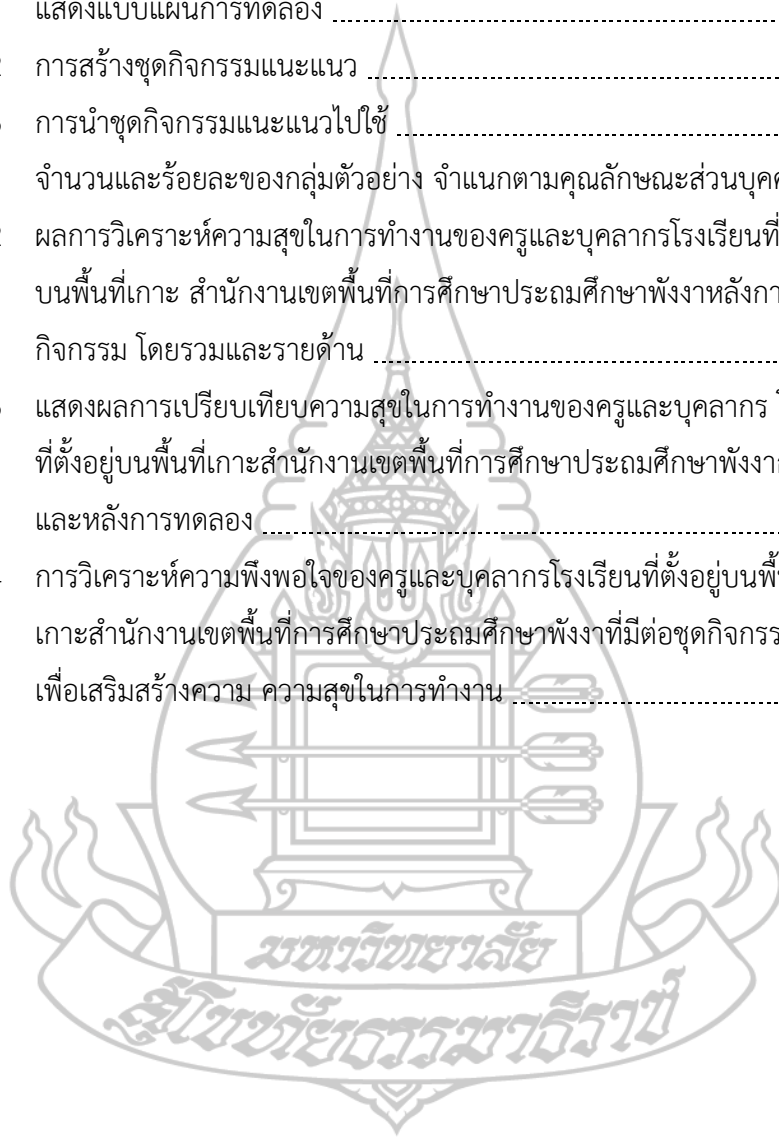 แสดงแบบแผนการทดลอง
การสร้างชุดกิจกรรมแนะแนว
การนำชุดกิจกรรมแนะแนวไปใช้
จำนวนและร้อยละของกลุ่มตัวอย่าง จำแนกตามคุณลักษณะส่วน
ผลการวิเคราะห์ความสุขในการทำงานของครูและบุคลากรโรงเรียนที่
บนพื้นที่เกาะ สำนักงานเขตพื้นที่การศึกษาประถมศึกษาพังงาหลัง
กิจกรรม โดยรวมและรายด้าน
แสดงผลการเปรียบเทียบความสุขในการทำงานของครูและบุคลากร
ที่ตั้งอยู่บนพื้นที่เกาะสำนักงานเขตพื้นที่การศึกษาประถมศึกษาพังงา
และหลังการทดลอง
การวิเคราะห์ความพึงพอใจของครูและบุคลากรโรงเรียนที่ตั้งอยู่บน
เกาะสำนักงานเขตพื้นที่การศึกษาประถมศึกษาพังงาที่มีต่อ
เพื่อเสริมสร้างความ ความสุขในการทำงาน
มหาวิทยาลัย
สุโขทัยธรรมาธิราช